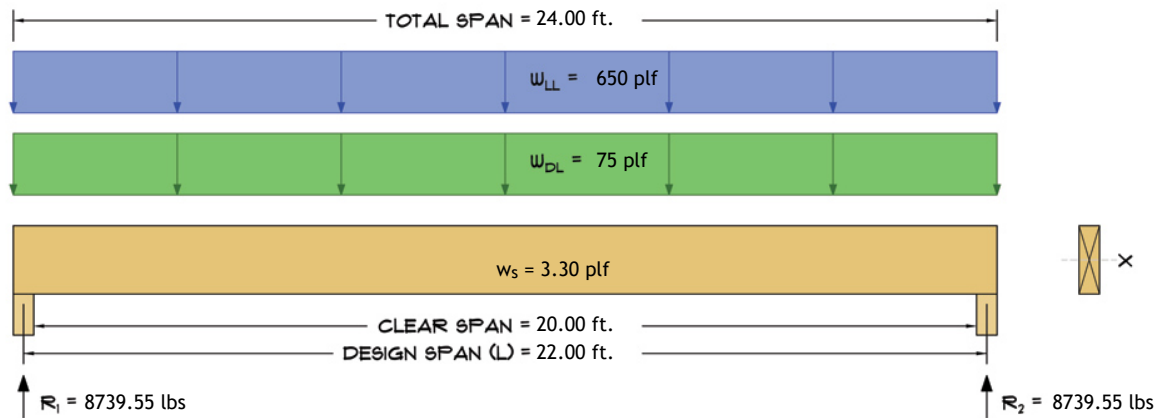 TOTAL SPAN = 24.00 ft.
WLL = 650 plf
WDL = 75 plf
ws = 3.30 plf
X
CLEAR SPAN = 20.00 ft.
DESIGN SPAN (L) = 22.00 ft.
R1 = 8739.55 lbs
R2 = 8739.55 lbs